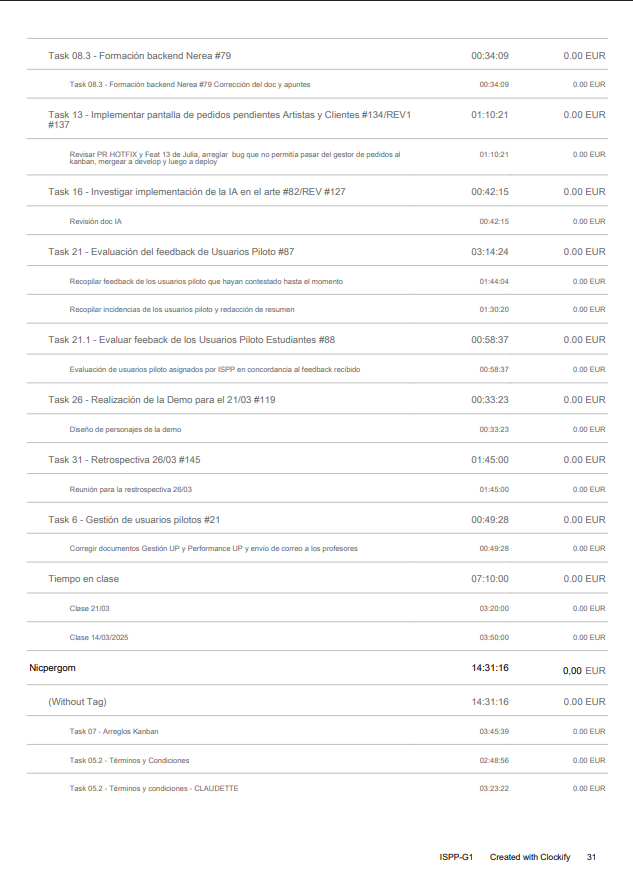 Task 08.3 - Formación backend Nerea #79 00:34:09 0.00 EUR
Task 08.3 - Formación backend Nerea #79 Corrección del doc y apuntes 00:34:09 0.00 EUR
Task 13 - Implementar pantalla de pedidos pendientes Artistas y Clientes #134/REV1 01:10:21 0.00 EUR
#137
Revisar PR HOTFIX y Feat 13 de Julia, arreglar bug que no permitía pasar del gestor de pedidos al 01:10:21 0.00 EUR
kanban, mergear a develop y luego a deploy
Task 16 - Investigar implementación de la IA en el arte #82/REV #127 00:42:15 0.00 EUR
Revisión doc IA 00:42:15 0.00 EUR
Task 21 - Evaluación del feedback de Usuarios Piloto #87 03:14:24 0.00 EUR
Recopilar feedback de los usuarios piloto que hayan contestado hasta el momento 01:44:04 0.00 EUR
Recopilar incidencias de los usuarios piloto y redacción de resumen 01:30:20 0.00 EUR
Task 21.1 - Evaluar feeback de los Usuarios Piloto Estudiantes #88 00:58:37 0.00 EUR
Evaluación de usuarios piloto asignados por ISPP en concordancia al feedback recibido 00:58:37 0.00 EUR
Task 26 - Realización de la Demo para el 21/03 #119 00:33:23 0.00 EUR
Diseño de personajes de la demo 00:33:23 0.00 EUR
Task 31 - Retrospectiva 26/03 #145 01:45:00 0.00 EUR
Reunión para la restrospectiva 26/03 01:45:00 0.00 EUR
Task 6 - Gestión de usuarios pilotos #21 00:49:28 0.00 EUR
Corregir documentos Gestión UP y Performance UP y envío de correo a los profesores 00:49:28 0.00 EUR
Tiempo en clase 07:10:00 0.00 EUR
Clase 21/03 03:20:00 0.00 EUR
Clase 14/03/2025 03:50:00 0.00 EUR
Nicpergom 14:31:16 0,00 EUR
(Without Tag) 14:31:16 0.00 EUR
Task 07 - Arreglos Kanban 03:45:39 0.00 EUR
Task 05.2 - Términos y Condiciones 02:48:56 0.00 EUR
Task 05.2 - Términos y condiciones - CLAUDETTE 03:23:22 0.00 EUR
ISPP-G1 Created with Clockify 31